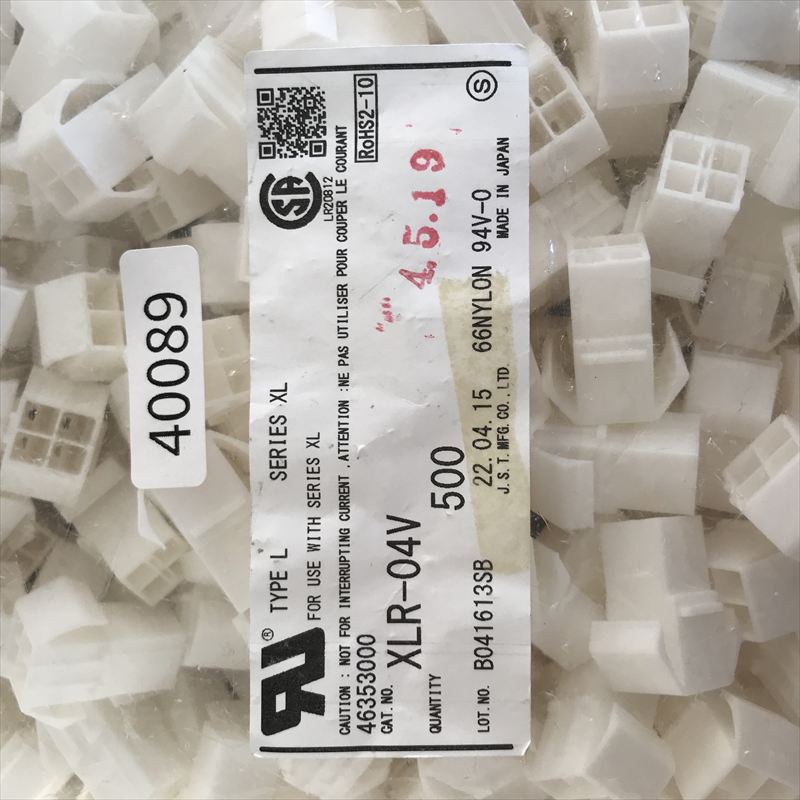 TYPE L SERIES XL
FOR USE WITH SERIES XL
LR20812
RoHS2-10
S
CAUTION : NOT FOR INTERRUPTING CURRENT , ATTENTION :NE PAS UTILISER POUR COUPER LE COURANT
46353000
CAT.NO. XLR-04V
4.5.19
QUANTITY 500
LOT.NO. B041613SB 22.04.15 66NYLON 94V-0
J.S.T.MFG.CO.,LTD. MADE IN JAPAN
40089